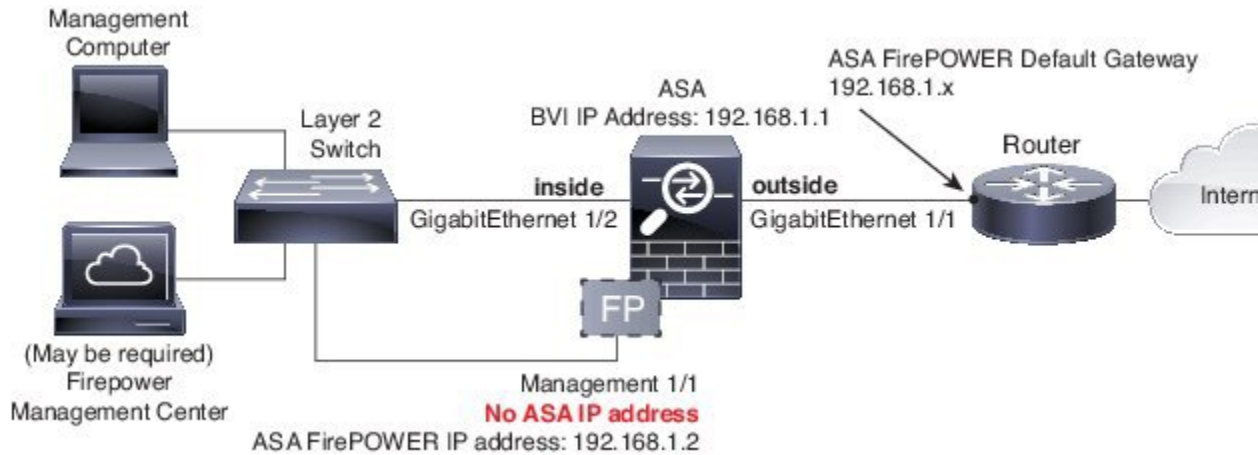 Management
Computer
Layer 2
Switch
ASA
BVI IP Address: 192.168.1.1
ASA FirePOWER Default Gateway
192.168.1.x
Router
inside
GigabitEthernet 1/2
outside
GigabitEthernet 1/1
Intern
FP
(May be required)
Firepower
Management Center
Management 1/1
No ASA IP address
ASA FirePOWER IP address: 192.168.1.2